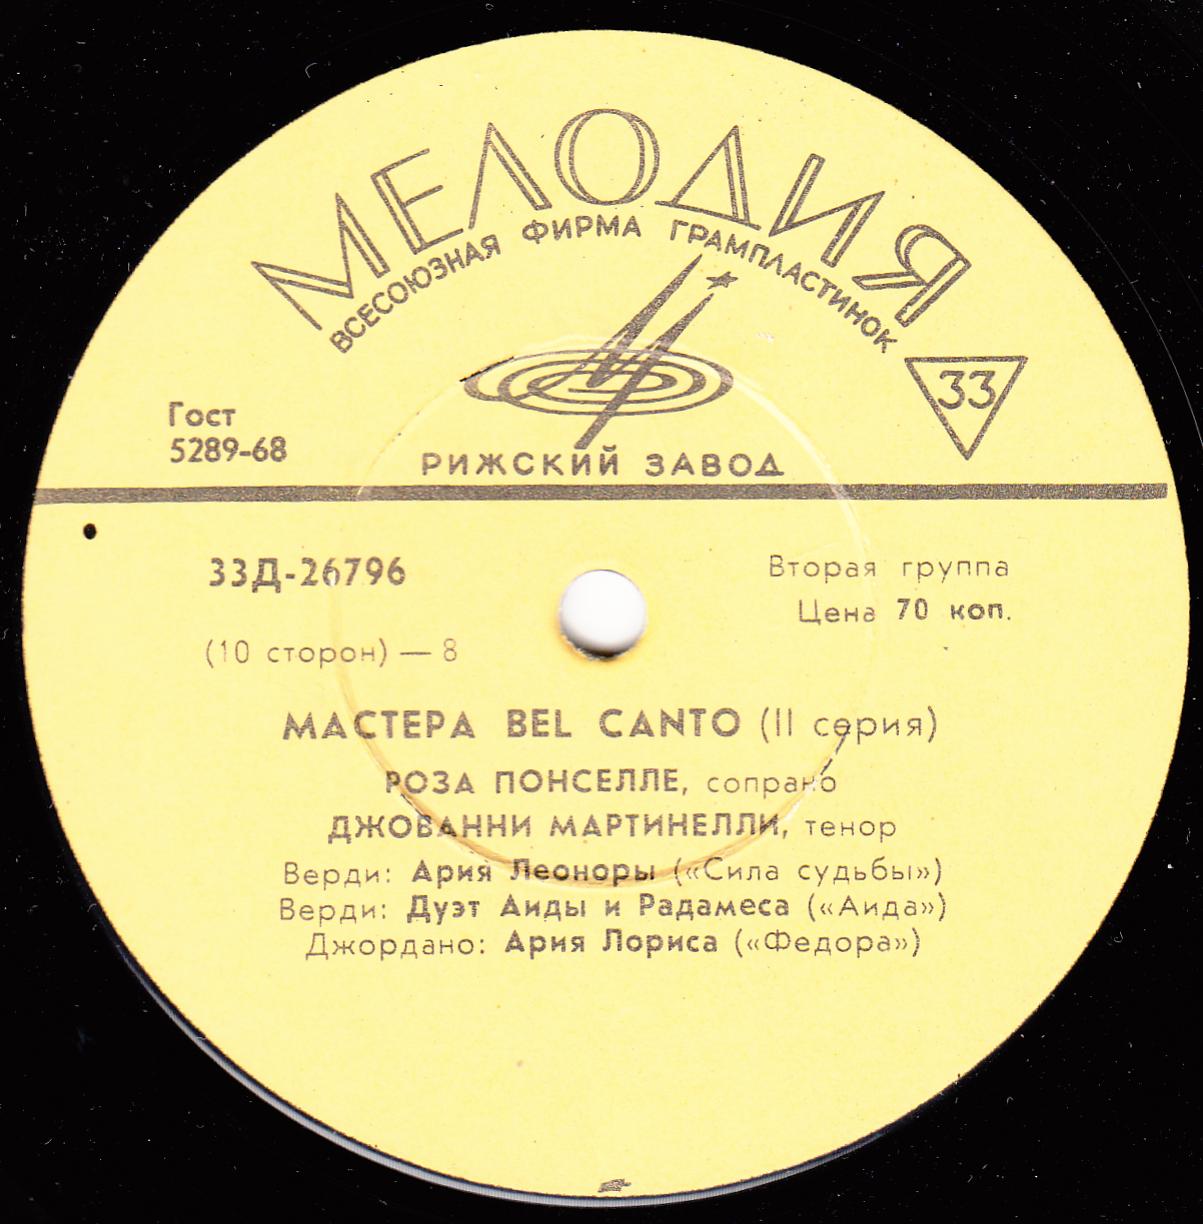 МЕЛОДИЯ
ВСЕСОЮЗНАЯ ФИРМА ГРАМПЛАСТИНОК
33
Гост
5289-68
РИЖСКИЙ ЗАВОД
33Д-26796
Вторая группа
Цена 70 коп.
(10 сторон) — 8
МАСТЕРА BEL CANTO (II серия)
РОЗА ПОНСЕЛЛЕ, сопрано
ДЖОВАННИ МАРТИНЕЛЛИ, тенор
Верди: Ария Леоноры («Сила судьбы»)
Верди: Дуэт Аиды и Радамеса («Аида»)
Джордано: Ария Лориса («Федора»)